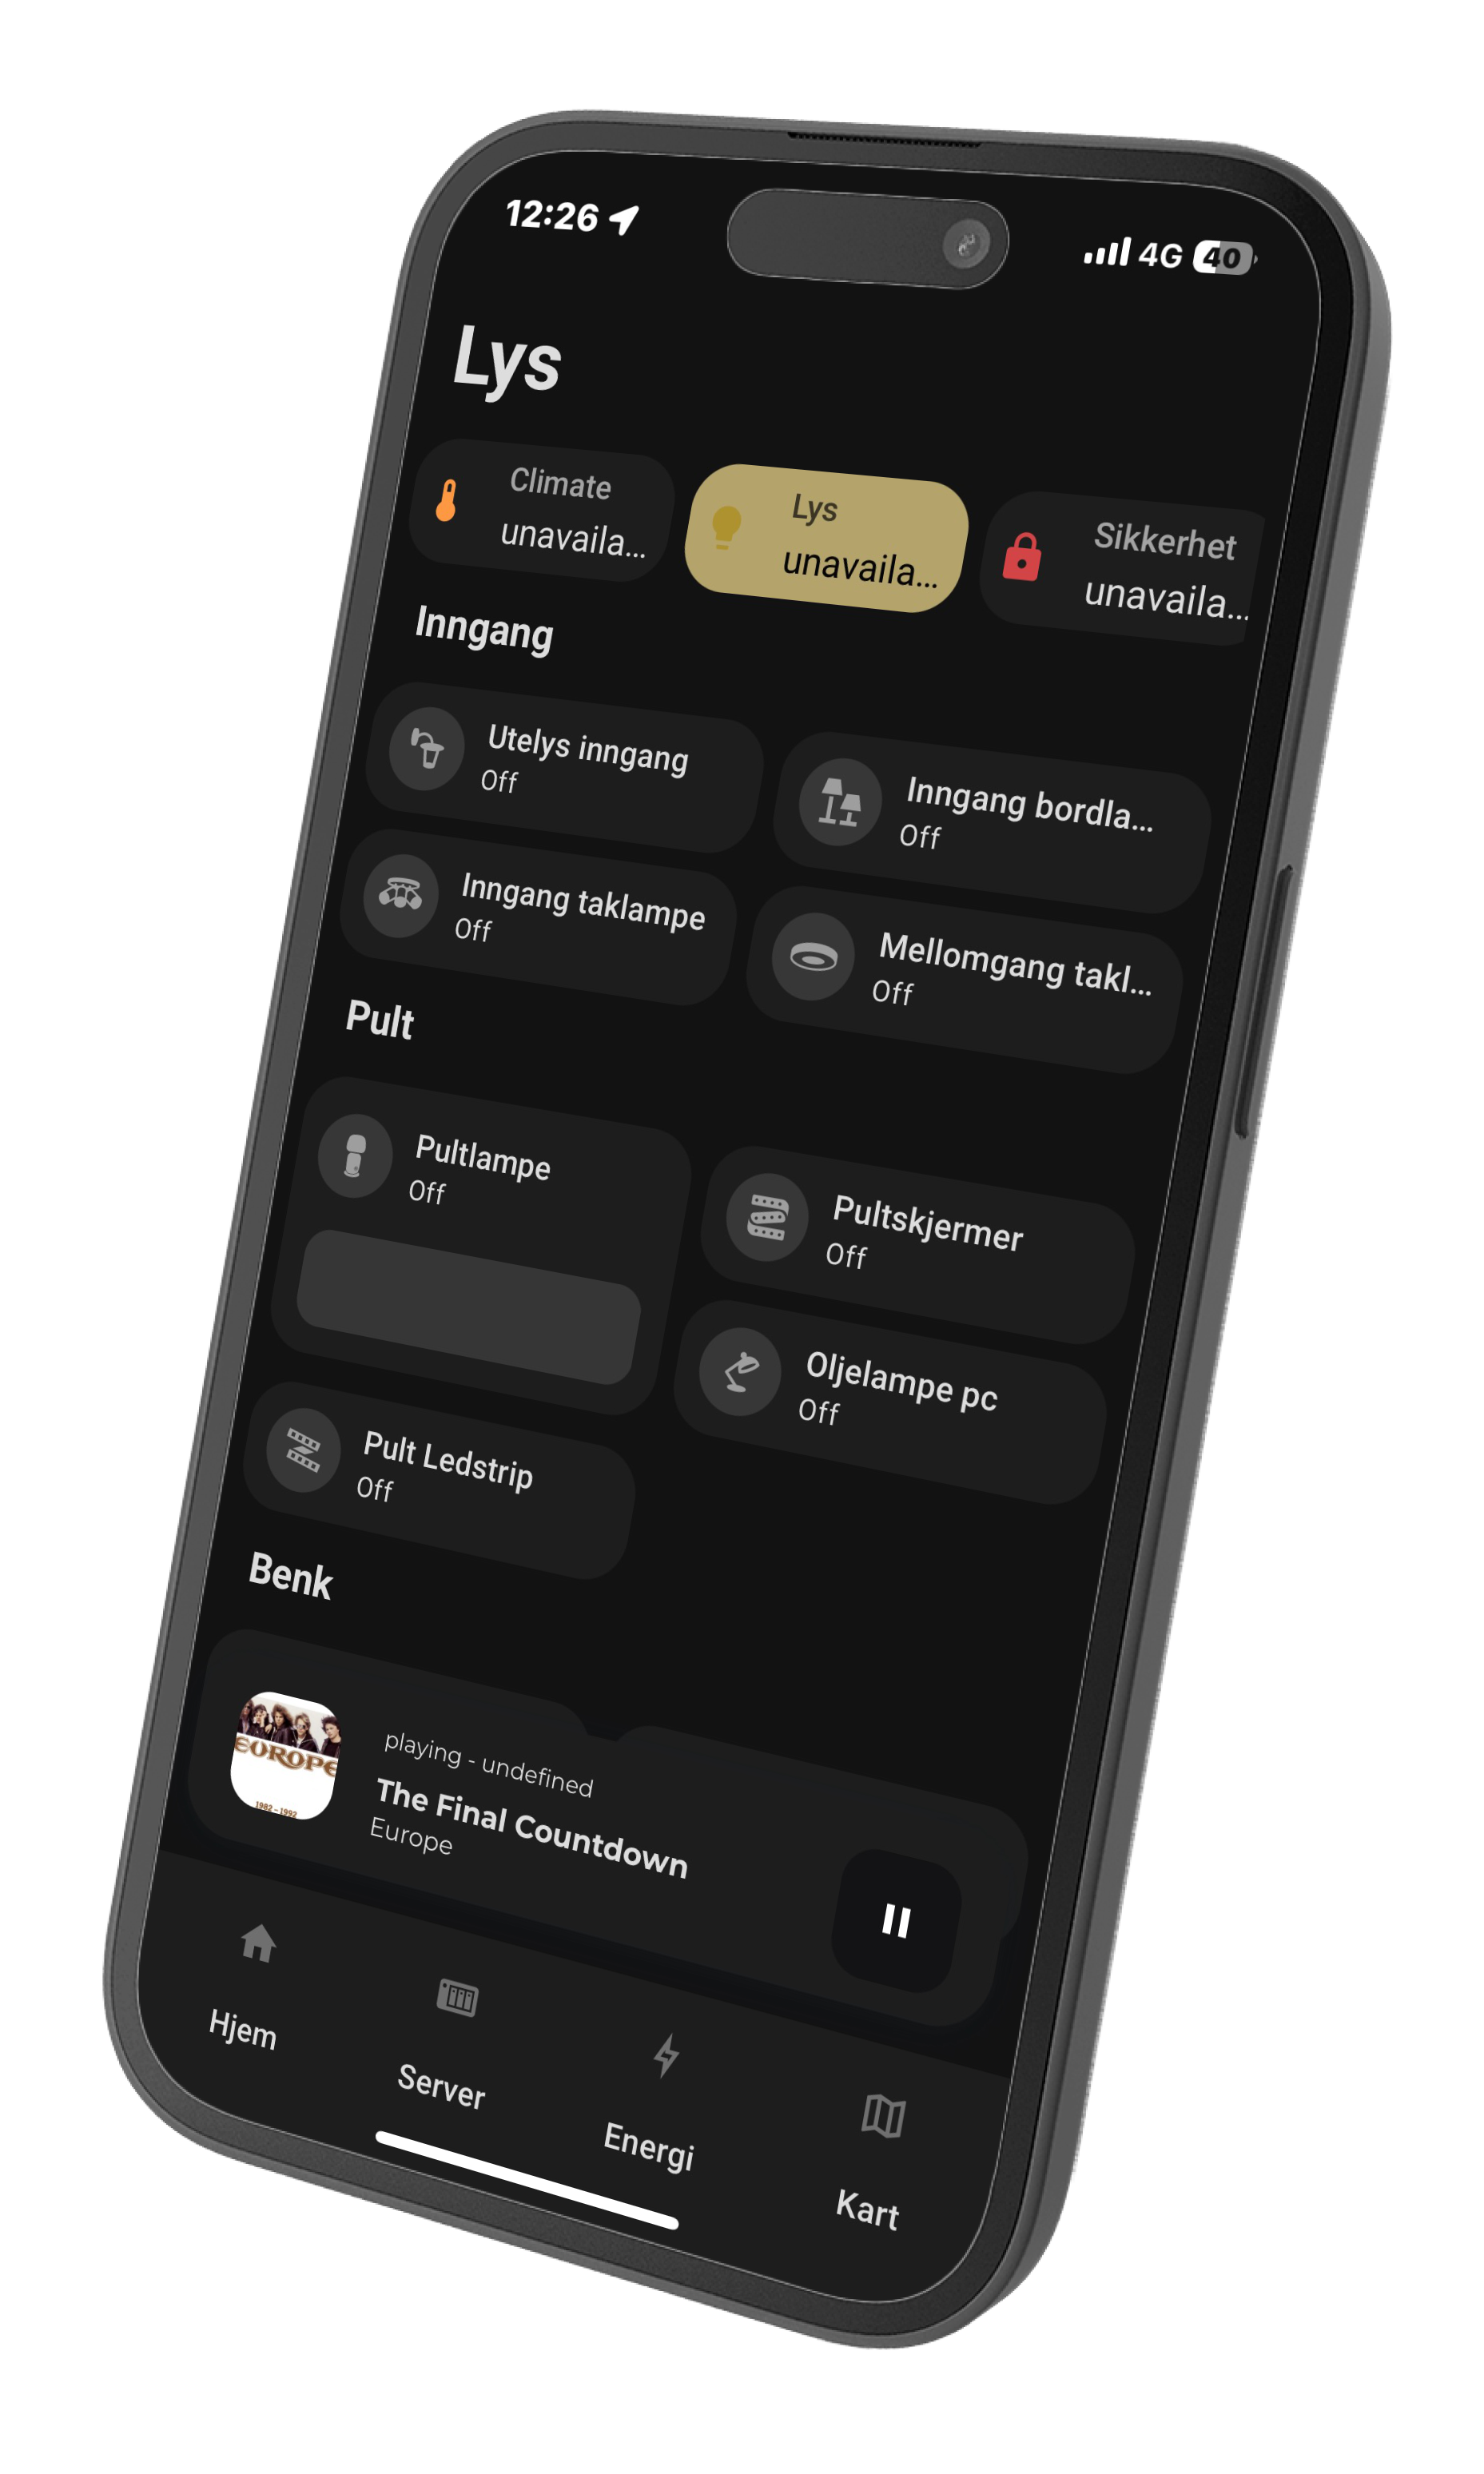 12:26
4G 40
Lys
Climate
unavaila...
Lys
unavaila...
Sikkerhet
unavaila...
Inngang
Utelys inngang
Off
Inngang bordla...
Off
Inngang taklampe
Off
Mellomgang takl...
Off
Pult
Pultlampe
Off
Pultskjermer
Off
Oljelampe pc
Off
Pult Ledstrip
Off
Benk
EUROPE
1982 - 1992
playing - undefined
The Final Countdown
Europe
Hjem
Server
Energi
Kart